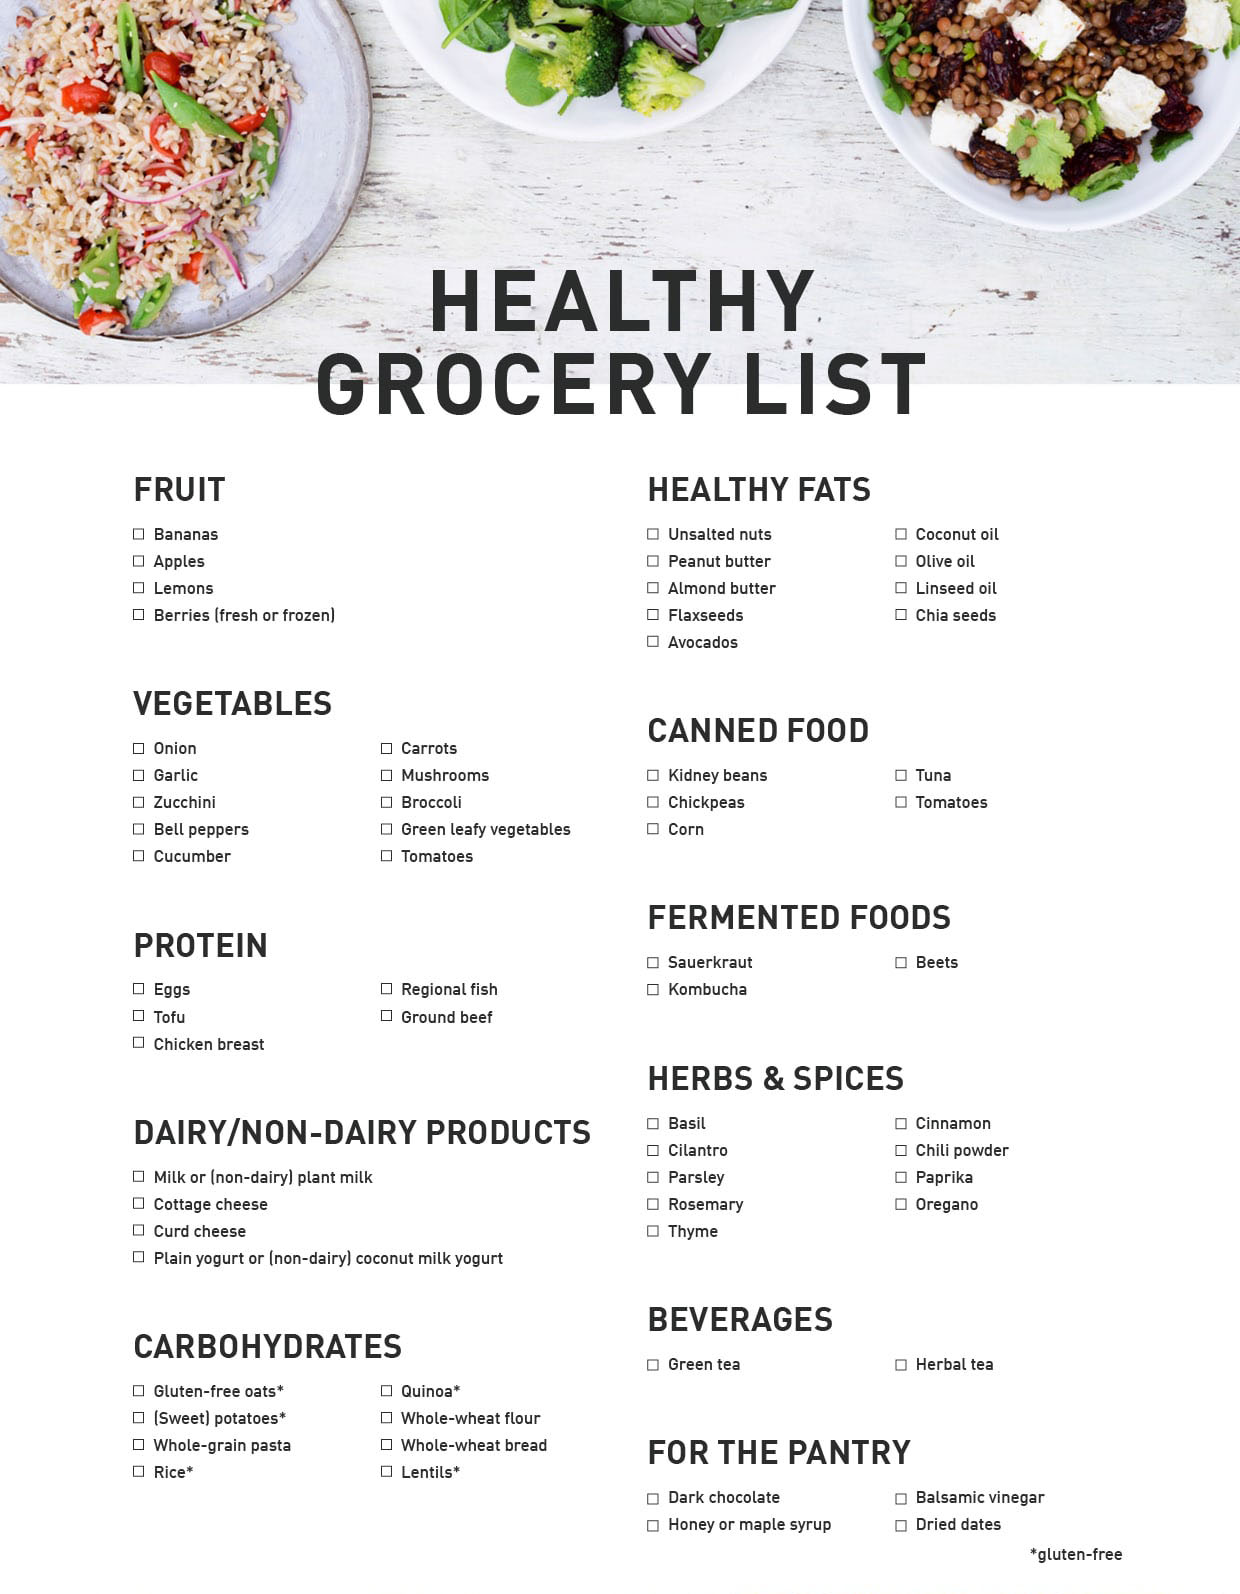 HEALTHY
GROCERY LIST
FRUIT
Bananas
Apples
Lemons
Berries (fresh or frozen)
VEGETABLES
Onion
Garlic
Zucchini
Bell peppers
Cucumber
Carrots
Mushrooms
Broccoli
Green leafy vegetables
Tomatoes
PROTEIN
Eggs
Tofu
Chicken breast
Regional fish
Ground beef
DAIRY/NON-DAIRY PRODUCTS
Milk or (non-dairy) plant milk
Cottage cheese
Curd cheese
Plain yogurt or (non-dairy) coconut milk yogurt
CARBOHYDRATES
Gluten-free oats*
(Sweet) potatoes*
Whole-grain pasta
Rice*
Quinoa*
Whole-wheat flour
Whole-wheat bread
Lentils*
HEALTHY FATS
Unsalted nuts
Peanut butter
Almond butter
Flaxseeds
Avocados
Coconut oil
Olive oil
Linseed oil
Chia seeds
CANNED FOOD
Kidney beans
Chickpeas
Corn
Tuna
Tomatoes
FERMENTED FOODS
Sauerkraut
Kombucha
Beets
HERBS & SPICES
Basil
Cilantro
Parsley
Rosemary
Thyme
Cinnamon
Chili powder
Paprika
Oregano
BEVERAGES
Green tea
Herbal tea
FOR THE PANTRY
Dark chocolate
Honey or maple syrup
Balsamic vinegar
Dried dates
*gluten-free